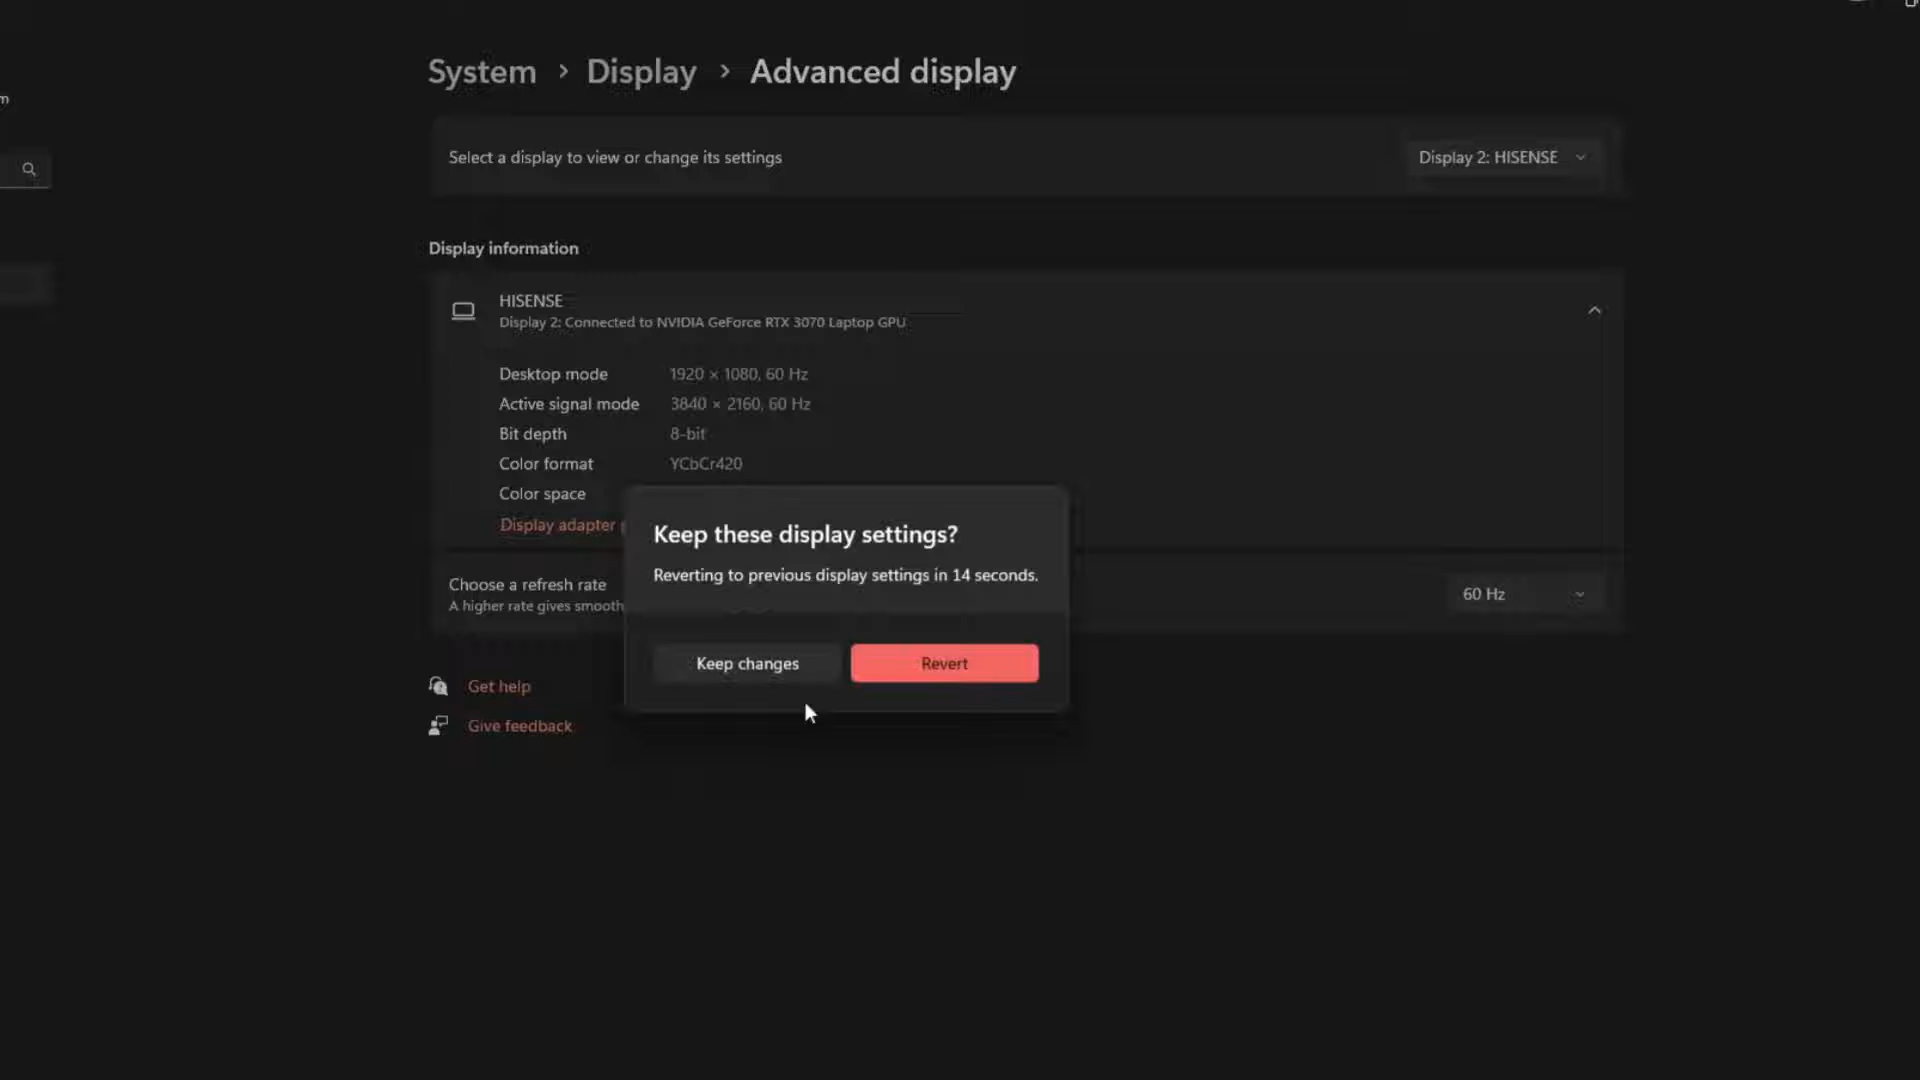 System > Display > Advanced display
m
Select a display to view or change its settings
Display 2: HISENSE
Display information
HISENSE
Display 2: Connected to NVIDIA GeForce RTX 3070 Laptop GPU
Desktop mode 1920 × 1080, 60 Hz
Active signal mode 3840 × 2160, 60 Hz
Bit depth 8-bit
Color format YCbCr420
Color space
Display adapter
Keep these display settings?
Reverting to previous display settings in 14 seconds.
Keep changes
Revert
Choose a refresh rate
A higher rate gives smooth
60 Hz
Get help
Give feedback